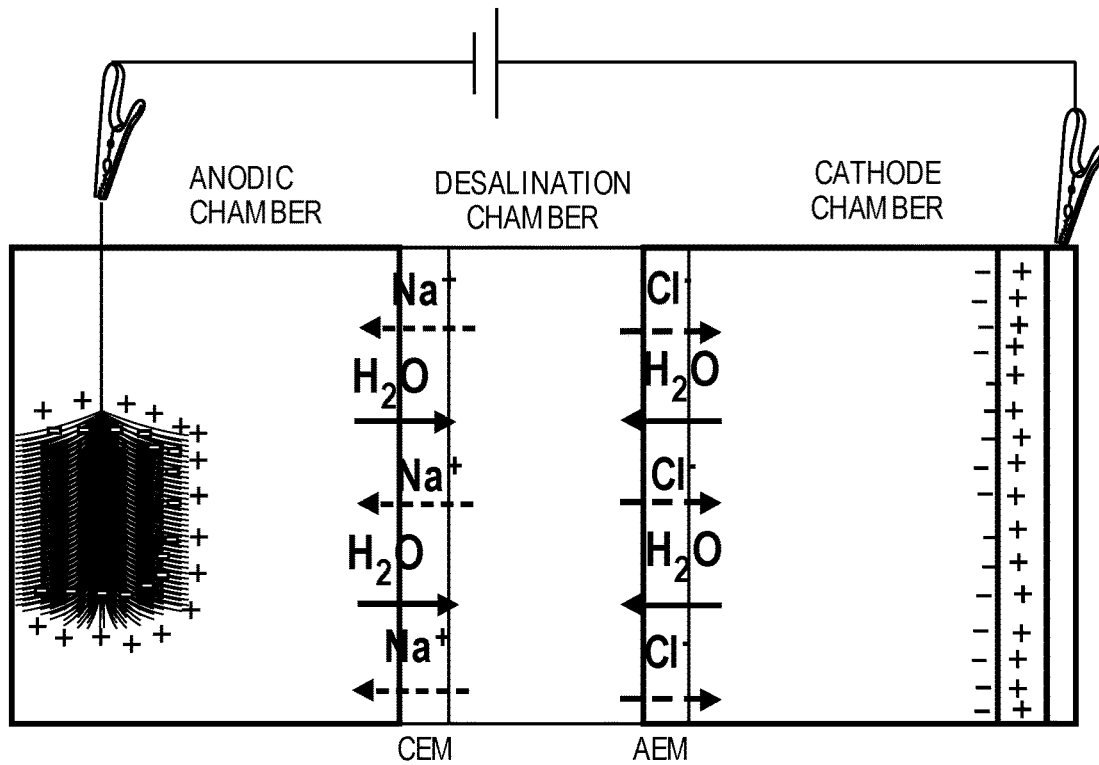 ANODIC
CHAMBER
DESALINATION
CHAMBER
CATHODE
CHAMBER
Na⁺
Cl⁻
H₂O
H₂O
Na⁺
Cl⁻
H₂O
H₂O
Na⁺
Cl⁻
CEM
AEM